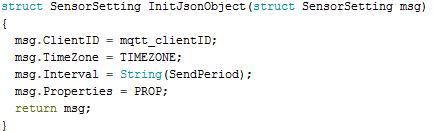 struct SensorSetting InitJsonObject(struct SensorSetting msg)
{
  msg.ClientID = mqtt_clientID;
  msg.TimeZone = TIMEZONE;
  msg.Interval = String(SendPeriod);
  msg.Properties = PROP;
  return msg;
}